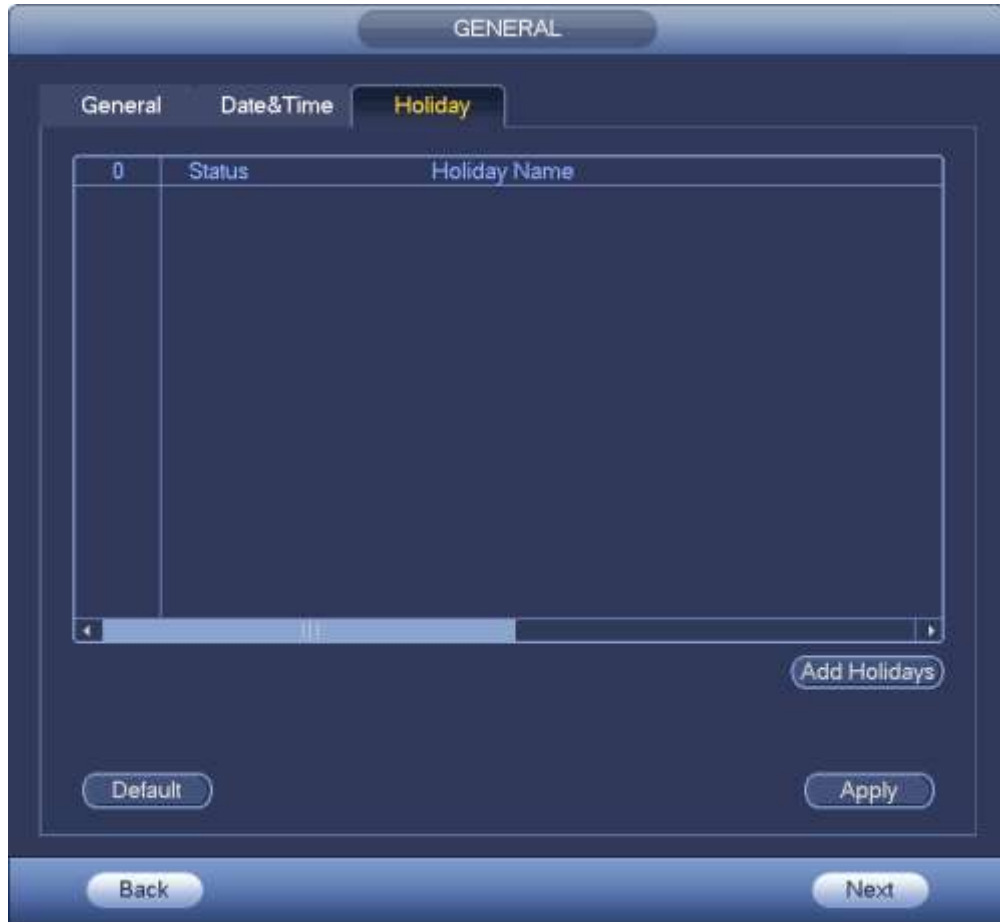 GENERAL
General Date&Time Holiday
0 Status Holiday Name
Add Holidays
Default Apply
Back Next